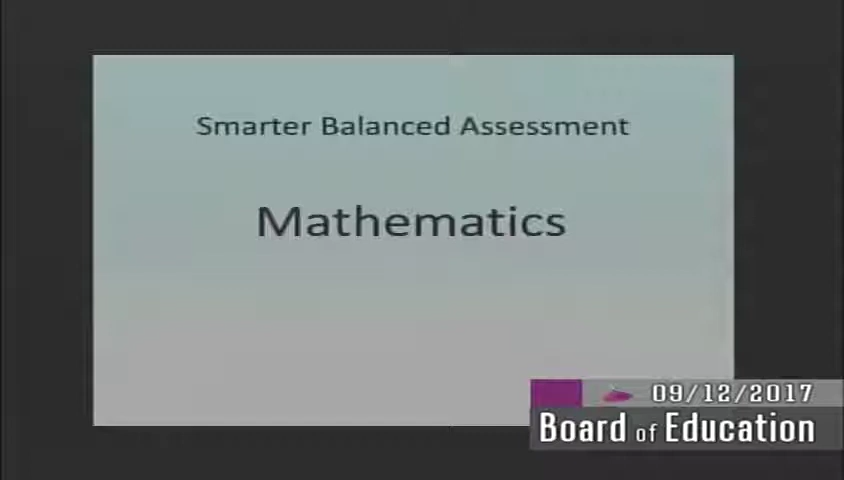 Smarter Balanced Assessment
Mathematics
09/12/2017
Board of Education